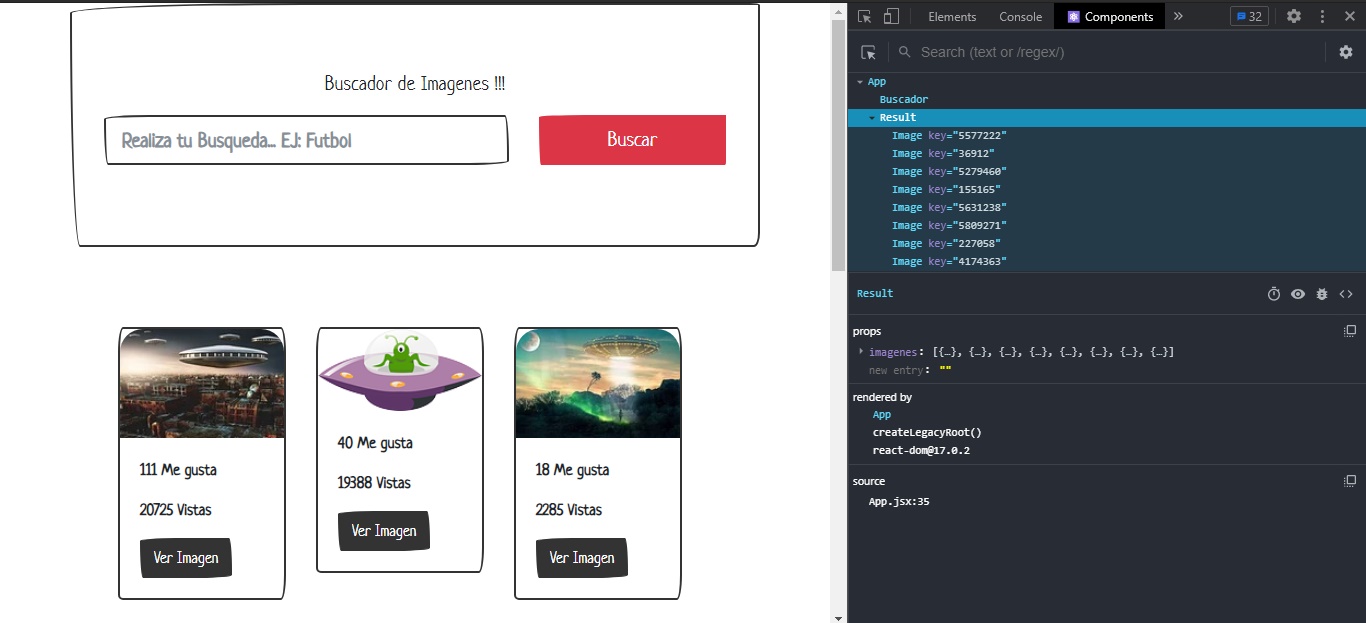 Buscador de Imagenes !!!
Realiza tu Busqueda... EJ: Futbol
Buscar
111 Me gusta
20725 Vistas
Ver Imagen
40 Me gusta
19388 Vistas
Ver Imagen
18 Me gusta
2285 Vistas
Ver Imagen
Elements Console Components » 32
Search (text or /regex/)
App
Buscador
Result
Image key="5577222"
Image key="36912"
Image key="5279460"
Image key="155165"
Image key="5631238"
Image key="5809271"
Image key="227058"
Image key="4174363"
Result
props
imagenes: [{…}, {…}, {…}, {…}, {…}, {…}, {…}, {…}]
new entry: ""
rendered by
App
createLegacyRoot()
react-dom@17.0.2
source
App.jsx:35